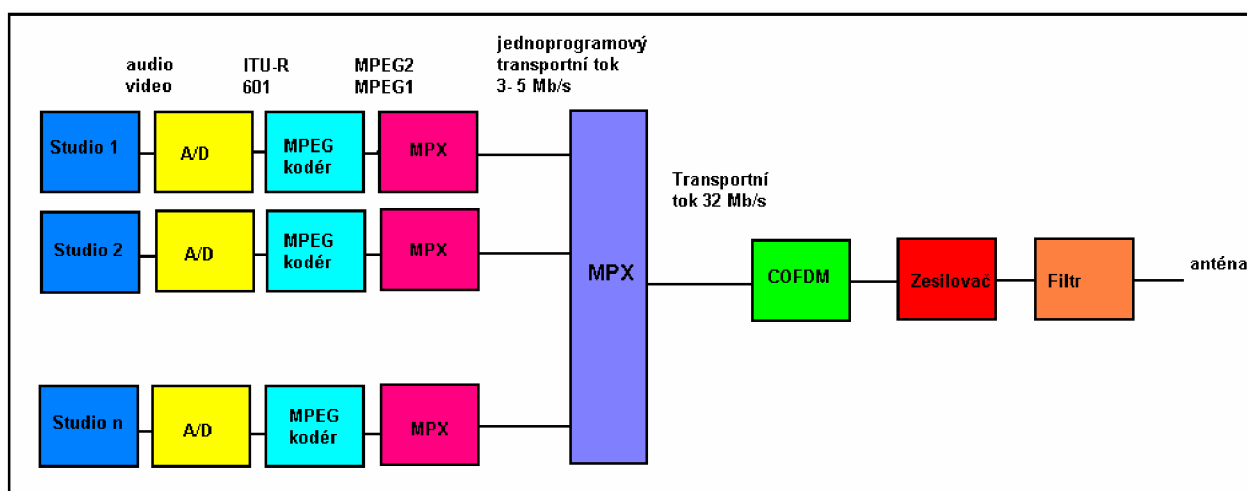 audio
video
ITU-R
601
MPEG2
MPEG1
jednoprogramový
transportní tok
3- 5 Mb/s
Studio 1
A/D
MPEG
kodér
MPX
Studio 2
A/D
MPEG
kodér
MPX
Studio n
A/D
MPEG
kodér
MPX
MPX
Transportní
tok 32 Mb/s
COFDM
Zesilovač
Filtr
anténa